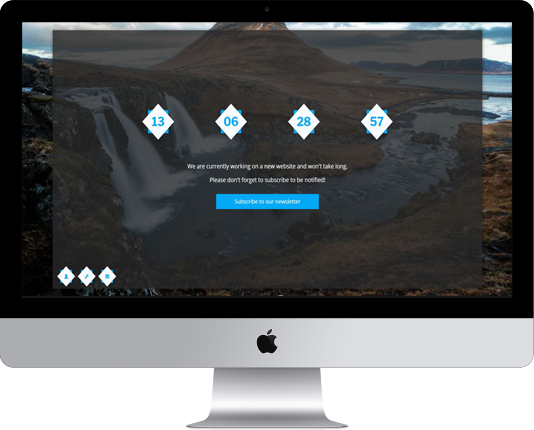 13 06 28 57
We are currently working on a new website and won't take long.
Please don't forget to subscribe to be notified!
Subscribe to our newsletter